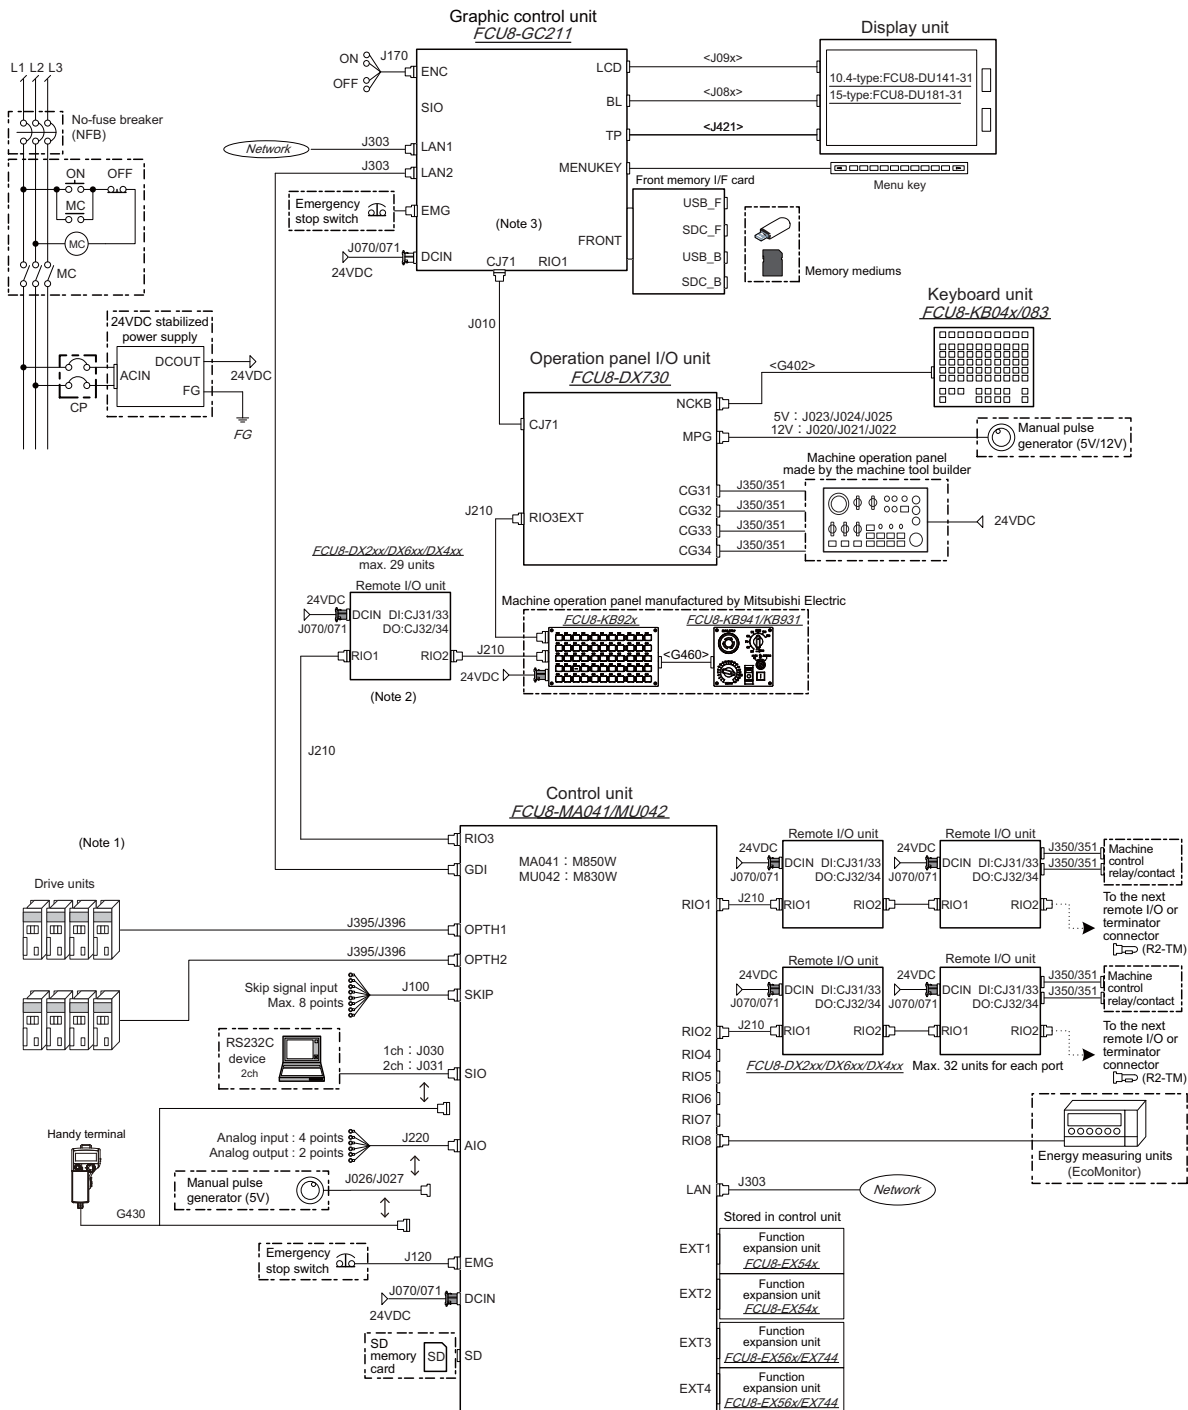 Graphic control unit
FCU8-GC211
Display unit
L1 L2 L3
No-fuse breaker
(NFB)
ON
OFF
MC
MC
MC
24VDC stabilized
power supply
DCOUT
ACIN
FG
24VDC
CP
FG
ON
OFF
J170
ENC
SIO
Network
J303
LAN1
J303
LAN2
Emergency
stop switch
EMG
J070/071
24VDC
DCIN
(Note 3)
CJ71
RIO1
LCD
BL
TP
MENUKEY
FRONT
<J09x>
<J08x>
<J421>
10.4-type:FCU8-DU141-31
15-type:FCU8-DU181-31
Menu key
Front memory I/F card
USB_F
SDC_F
USB_B
SDC_B
Memory mediums
J010
Keyboard unit
FCU8-KB04x/083
Operation panel I/O unit
FCU8-DX730
<G402>
NCKB
CJ71
MPG
5V : J023/J024/J025
12V : J020/J021/J022
Manual pulse
generator (5V/12V)
Machine operation panel
made by the machine tool builder
CG31
J350/351
CG32
J350/351
CG33
J350/351
CG34
J350/351
24VDC
J210
RIO3EXT
FCU8-DX2xx/DX6xx/DX4xx
max. 29 units
Remote I/O unit
24VDC
J070/071
DCIN
DI:CJ31/33
DO:CJ32/34
RIO1
RIO2
J210
(Note 2)
Machine operation panel manufactured by Mitsubishi Electric
FCU8-KB92x
FCU8-KB941/KB931
<G460>
24VDC
J210
Control unit
FCU8-MA041/MU042
RIO3
GDI
MA041 : M850W
MU042 : M830W
(Note 1)
Drive units
J395/J396
OPTH1
J395/J396
OPTH2
Skip signal input
Max. 8 points
J100
SKIP
RS232C
device
2ch
1ch : J030
2ch : J031
SIO
Handy terminal
Analog input : 4 points
Analog output : 2 points
J220
AIO
Manual pulse
generator (5V)
J026/J027
G430
Emergency
stop switch
J120
EMG
J070/071
24VDC
DCIN
SD
memory
card
SD
SD
Remote I/O unit
Remote I/O unit
24VDC
J070/071
DCIN
DI:CJ31/33
DO:CJ32/34
24VDC
J070/071
DCIN
DI:CJ31/33
DO:CJ32/34
J350/351
J350/351
Machine
control
relay/contact
RIO1
J210
RIO1
RIO2
RIO1
RIO2
To the next
remote I/O or
terminator
connector
(R2-TM)
Remote I/O unit
Remote I/O unit
24VDC
J070/071
DCIN
DI:CJ31/33
DO:CJ32/34
24VDC
J070/071
DCIN
DI:CJ31/33
DO:CJ32/34
J350/351
J350/351
Machine
control
relay/contact
RIO2
J210
RIO1
RIO2
RIO1
RIO2
To the next
remote I/O or
terminator
connector
(R2-TM)
FCU8-DX2xx/DX6xx/DX4xx
Max. 32 units for each port
RIO4
RIO5
RIO6
RIO7
RIO8
Energy measuring units
(EcoMonitor)
LAN
J303
Network
Stored in control unit
EXT1
Function
expansion unit
FCU8-EX54x
EXT2
Function
expansion unit
FCU8-EX54x
EXT3
Function
expansion unit
FCU8-EX56x/EX744
EXT4
Function
expansion unit
FCU8-EX56x/EX744